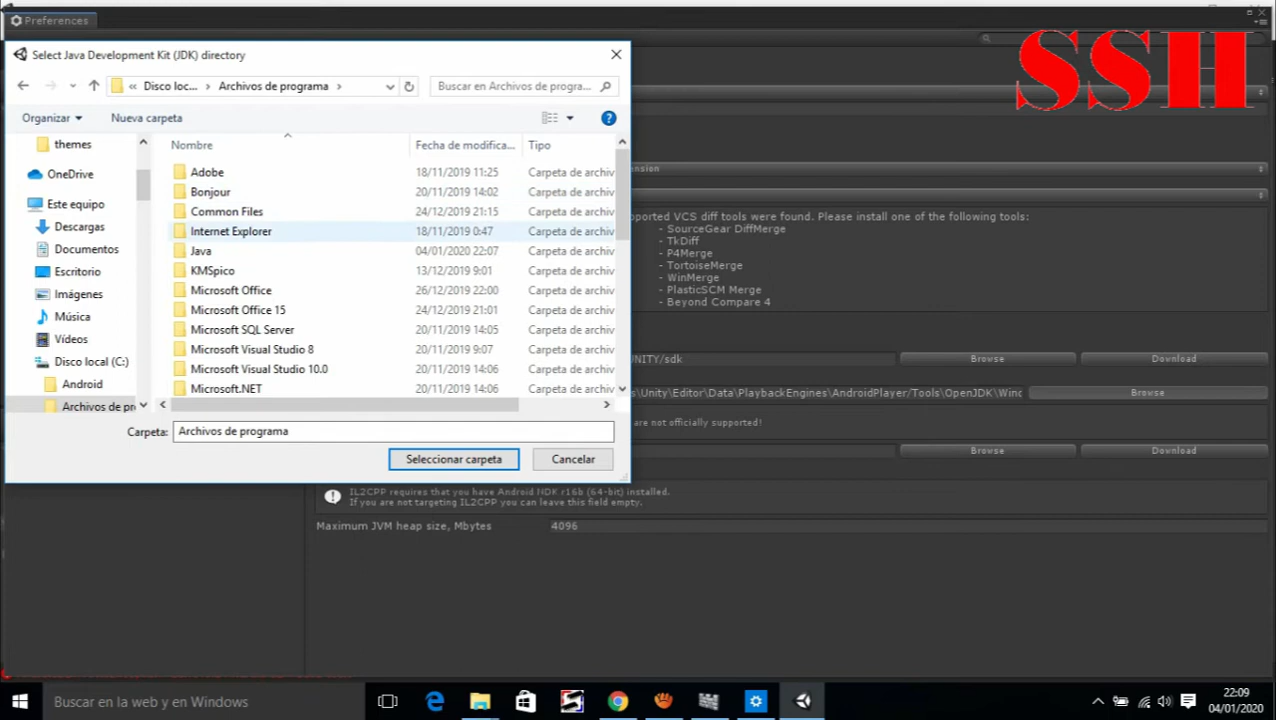 Preferences
SSH
Select Java Development Kit (JDK) directory
« Disco loc... › Archivos de programa ›
Buscar en Archivos de progra...
Organizar
Nueva carpeta
themes
OneDrive
Este equipo
Descargas
Documentos
Escritorio
Imágenes
Música
Vídeos
Disco local (C:)
Android
Archivos de pr
Nombre Fecha de modifica... Tipo
Adobe 18/11/2019 11:25 Carpeta de archiv
Bonjour 20/11/2019 14:02 Carpeta de archiv
Common Files 24/12/2019 21:15 Carpeta de archiv
Internet Explorer 18/11/2019 0:47 Carpeta de archiv
Java 04/01/2020 22:07 Carpeta de archiv
KMSpico 13/12/2019 9:01 Carpeta de archiv
Microsoft Office 26/12/2019 22:00 Carpeta de archiv
Microsoft Office 15 24/12/2019 21:01 Carpeta de archiv
Microsoft SQL Server 20/11/2019 14:05 Carpeta de archiv
Microsoft Visual Studio 8 20/11/2019 9:07 Carpeta de archiv
Microsoft Visual Studio 10.0 20/11/2019 14:06 Carpeta de archiv
Microsoft.NET 20/11/2019 14:06 Carpeta de archiv
Carpeta: Archivos de programa
Seleccionar carpeta
Cancelar
nsion
ported VCS diff tools were found. Please install one of the following tools:
- SourceGear DiffMerge
- TkDiff
- P4Merge
- TortoiseMerge
- WinMerge
- PlasticSCM Merge
- Beyond Compare 4
UNITY/sdk Browse Download
s\Unity\Editor\Data\PlaybackEngines\AndroidPlayer\Tools\OpenJDK\Winc Browse
are not officially supported!
Browse Download
IL2CPP requires that you have Android NDK r16b (64-bit) installed.
If you are not targeting IL2CPP you can leave this field empty.
Maximum JVM heap size, Mbytes 4096
Buscar en la web y en Windows
22:09
04/01/2020